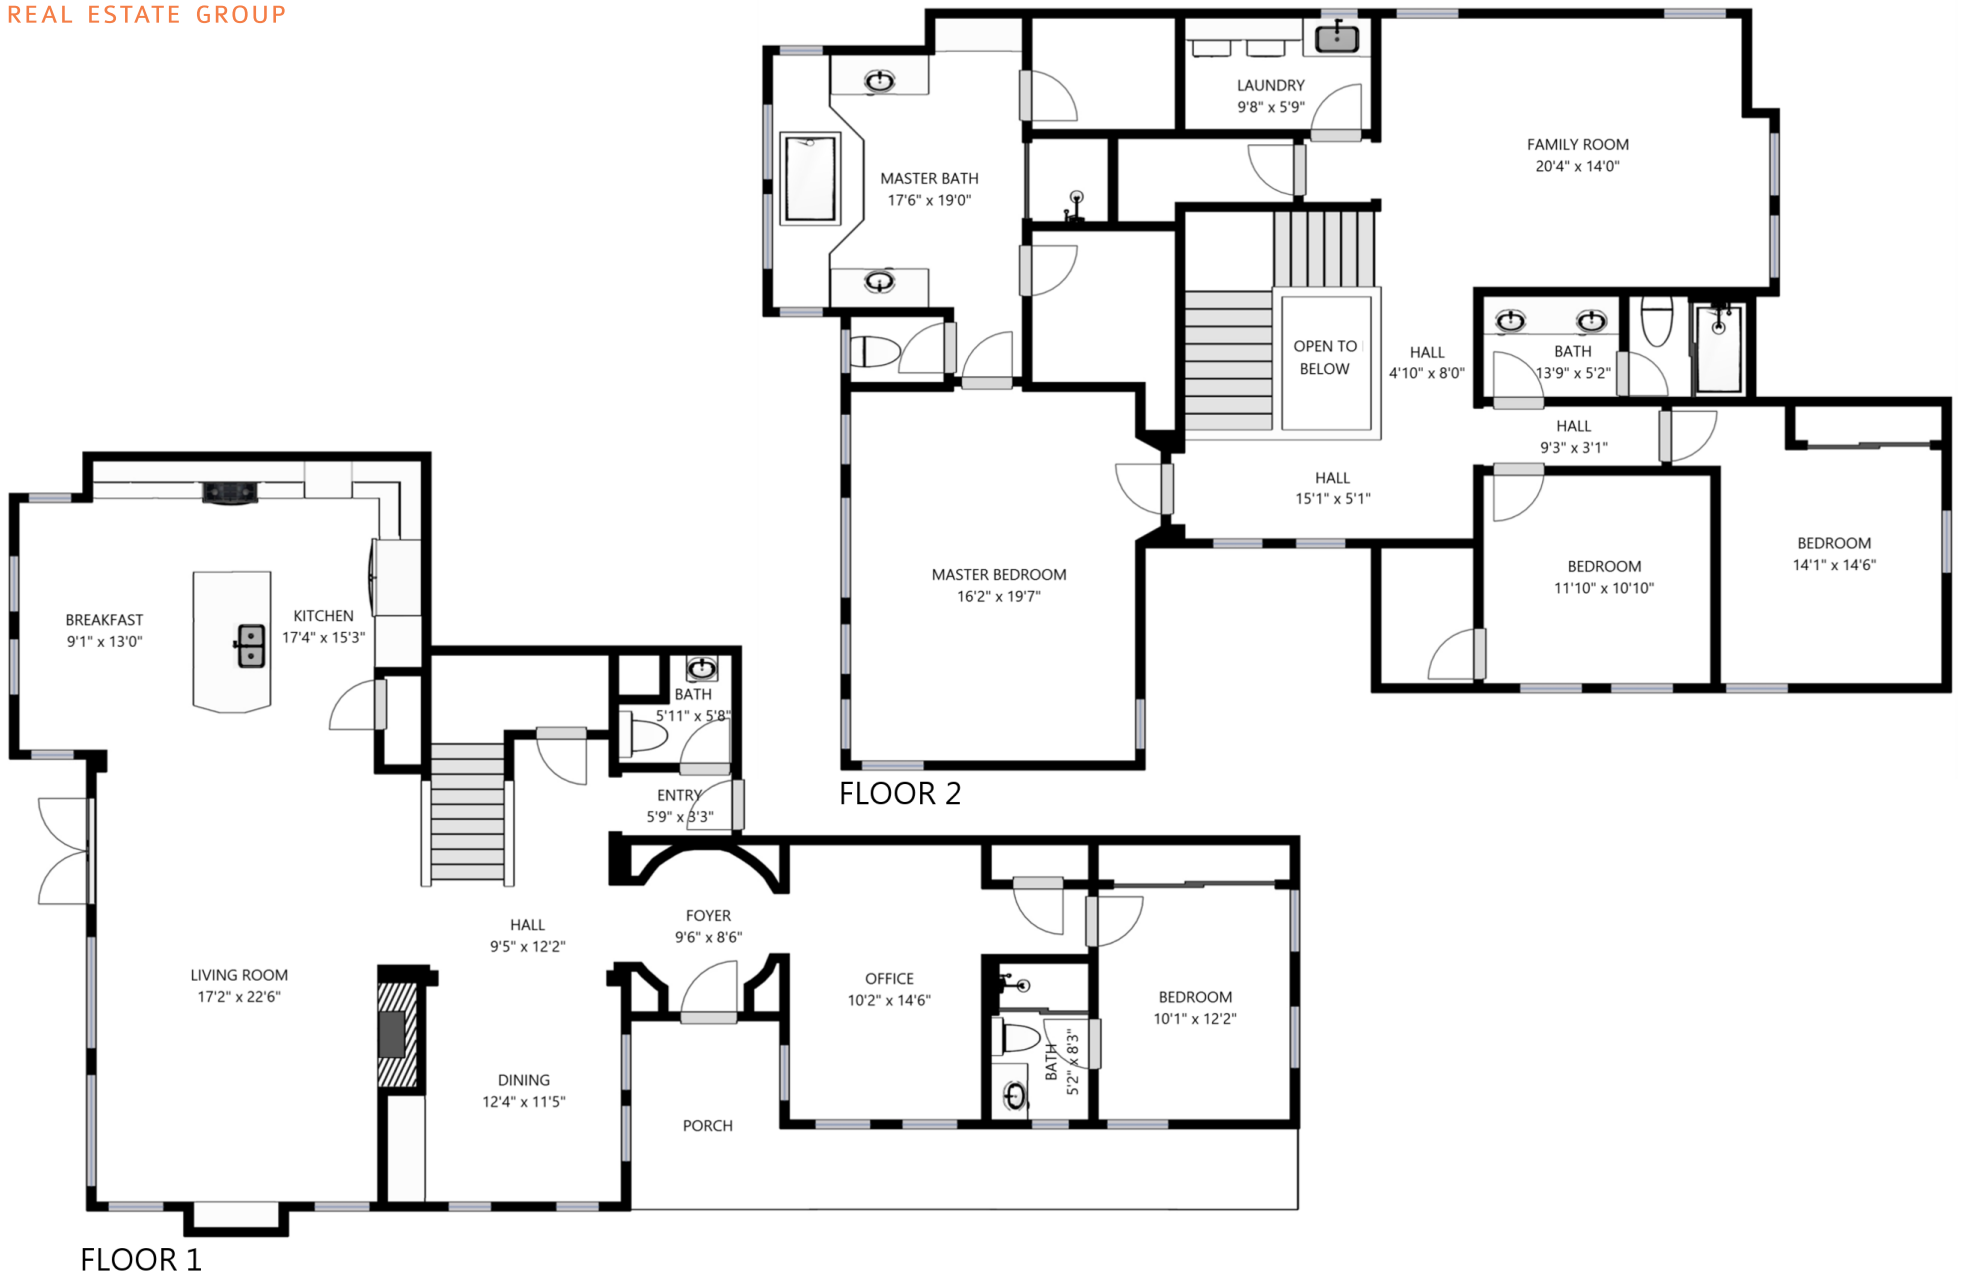 REAL ESTATE GROUP
LAUNDRY
9'8" x 5'9"
FAMILY ROOM
20'4" x 14'0"
MASTER BATH
17'6" x 19'0"
OPEN TO
BELOW
HALL
4'10" x 8'0"
BATH
13'9" x 5'2"
HALL
9'3" x 3'1"
HALL
15'1" x 5'1"
BEDROOM
14'1" x 14'6"
BEDROOM
11'10" x 10'10"
MASTER BEDROOM
16'2" x 19'7"
FLOOR 2
BREAKFAST
9'1" x 13'0"
KITCHEN
17'4" x 15'3"
BATH
5'11" x 5'8"
ENTRY
5'9" x 3'3"
FOYER
9'6" x 8'6"
HALL
9'5" x 12'2"
LIVING ROOM
17'2" x 22'6"
OFFICE
10'2" x 14'6"
BEDROOM
10'1" x 12'2"
BATH
5'2" x 8'3"
DINING
12'4" x 11'5"
PORCH
FLOOR 1